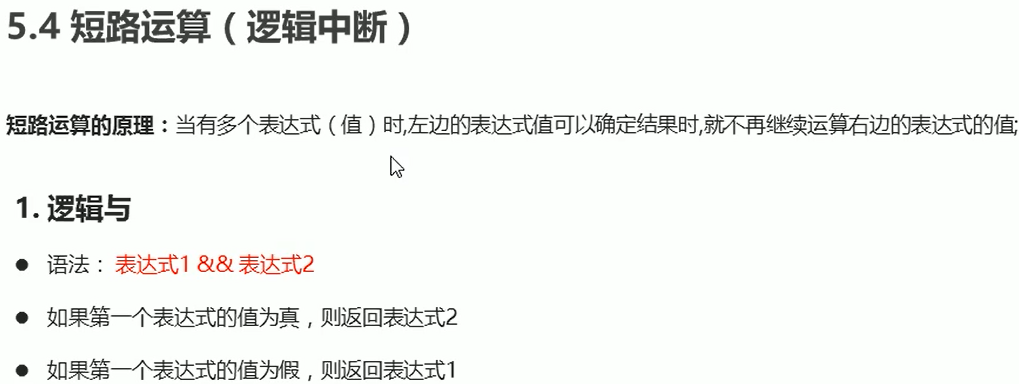 5.4 短路运算（逻辑中断）
短路运算的原理：当有多个表达式（值）时,左边的表达式值可以确定结果时,就不再继续运算右边的表达式的值;
1. 逻辑与
● 语法： 表达式1 && 表达式2
● 如果第一个表达式的值为真，则返回表达式2
● 如果第一个表达式的值为假，则返回表达式1